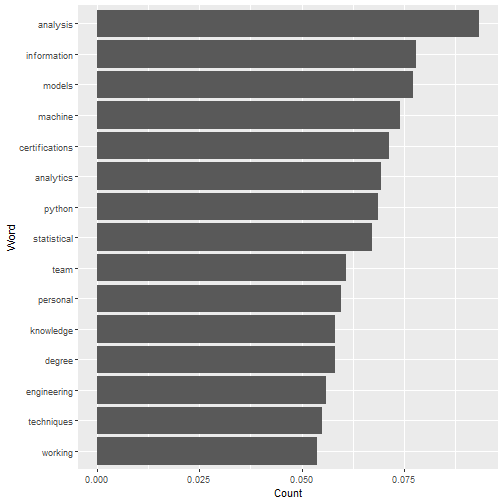 analysis
information
models
machine
certifications
analytics
python
statistical
team
personal
knowledge
degree
engineering
techniques
working
Word
0.000 0.025 0.050 0.075
Count